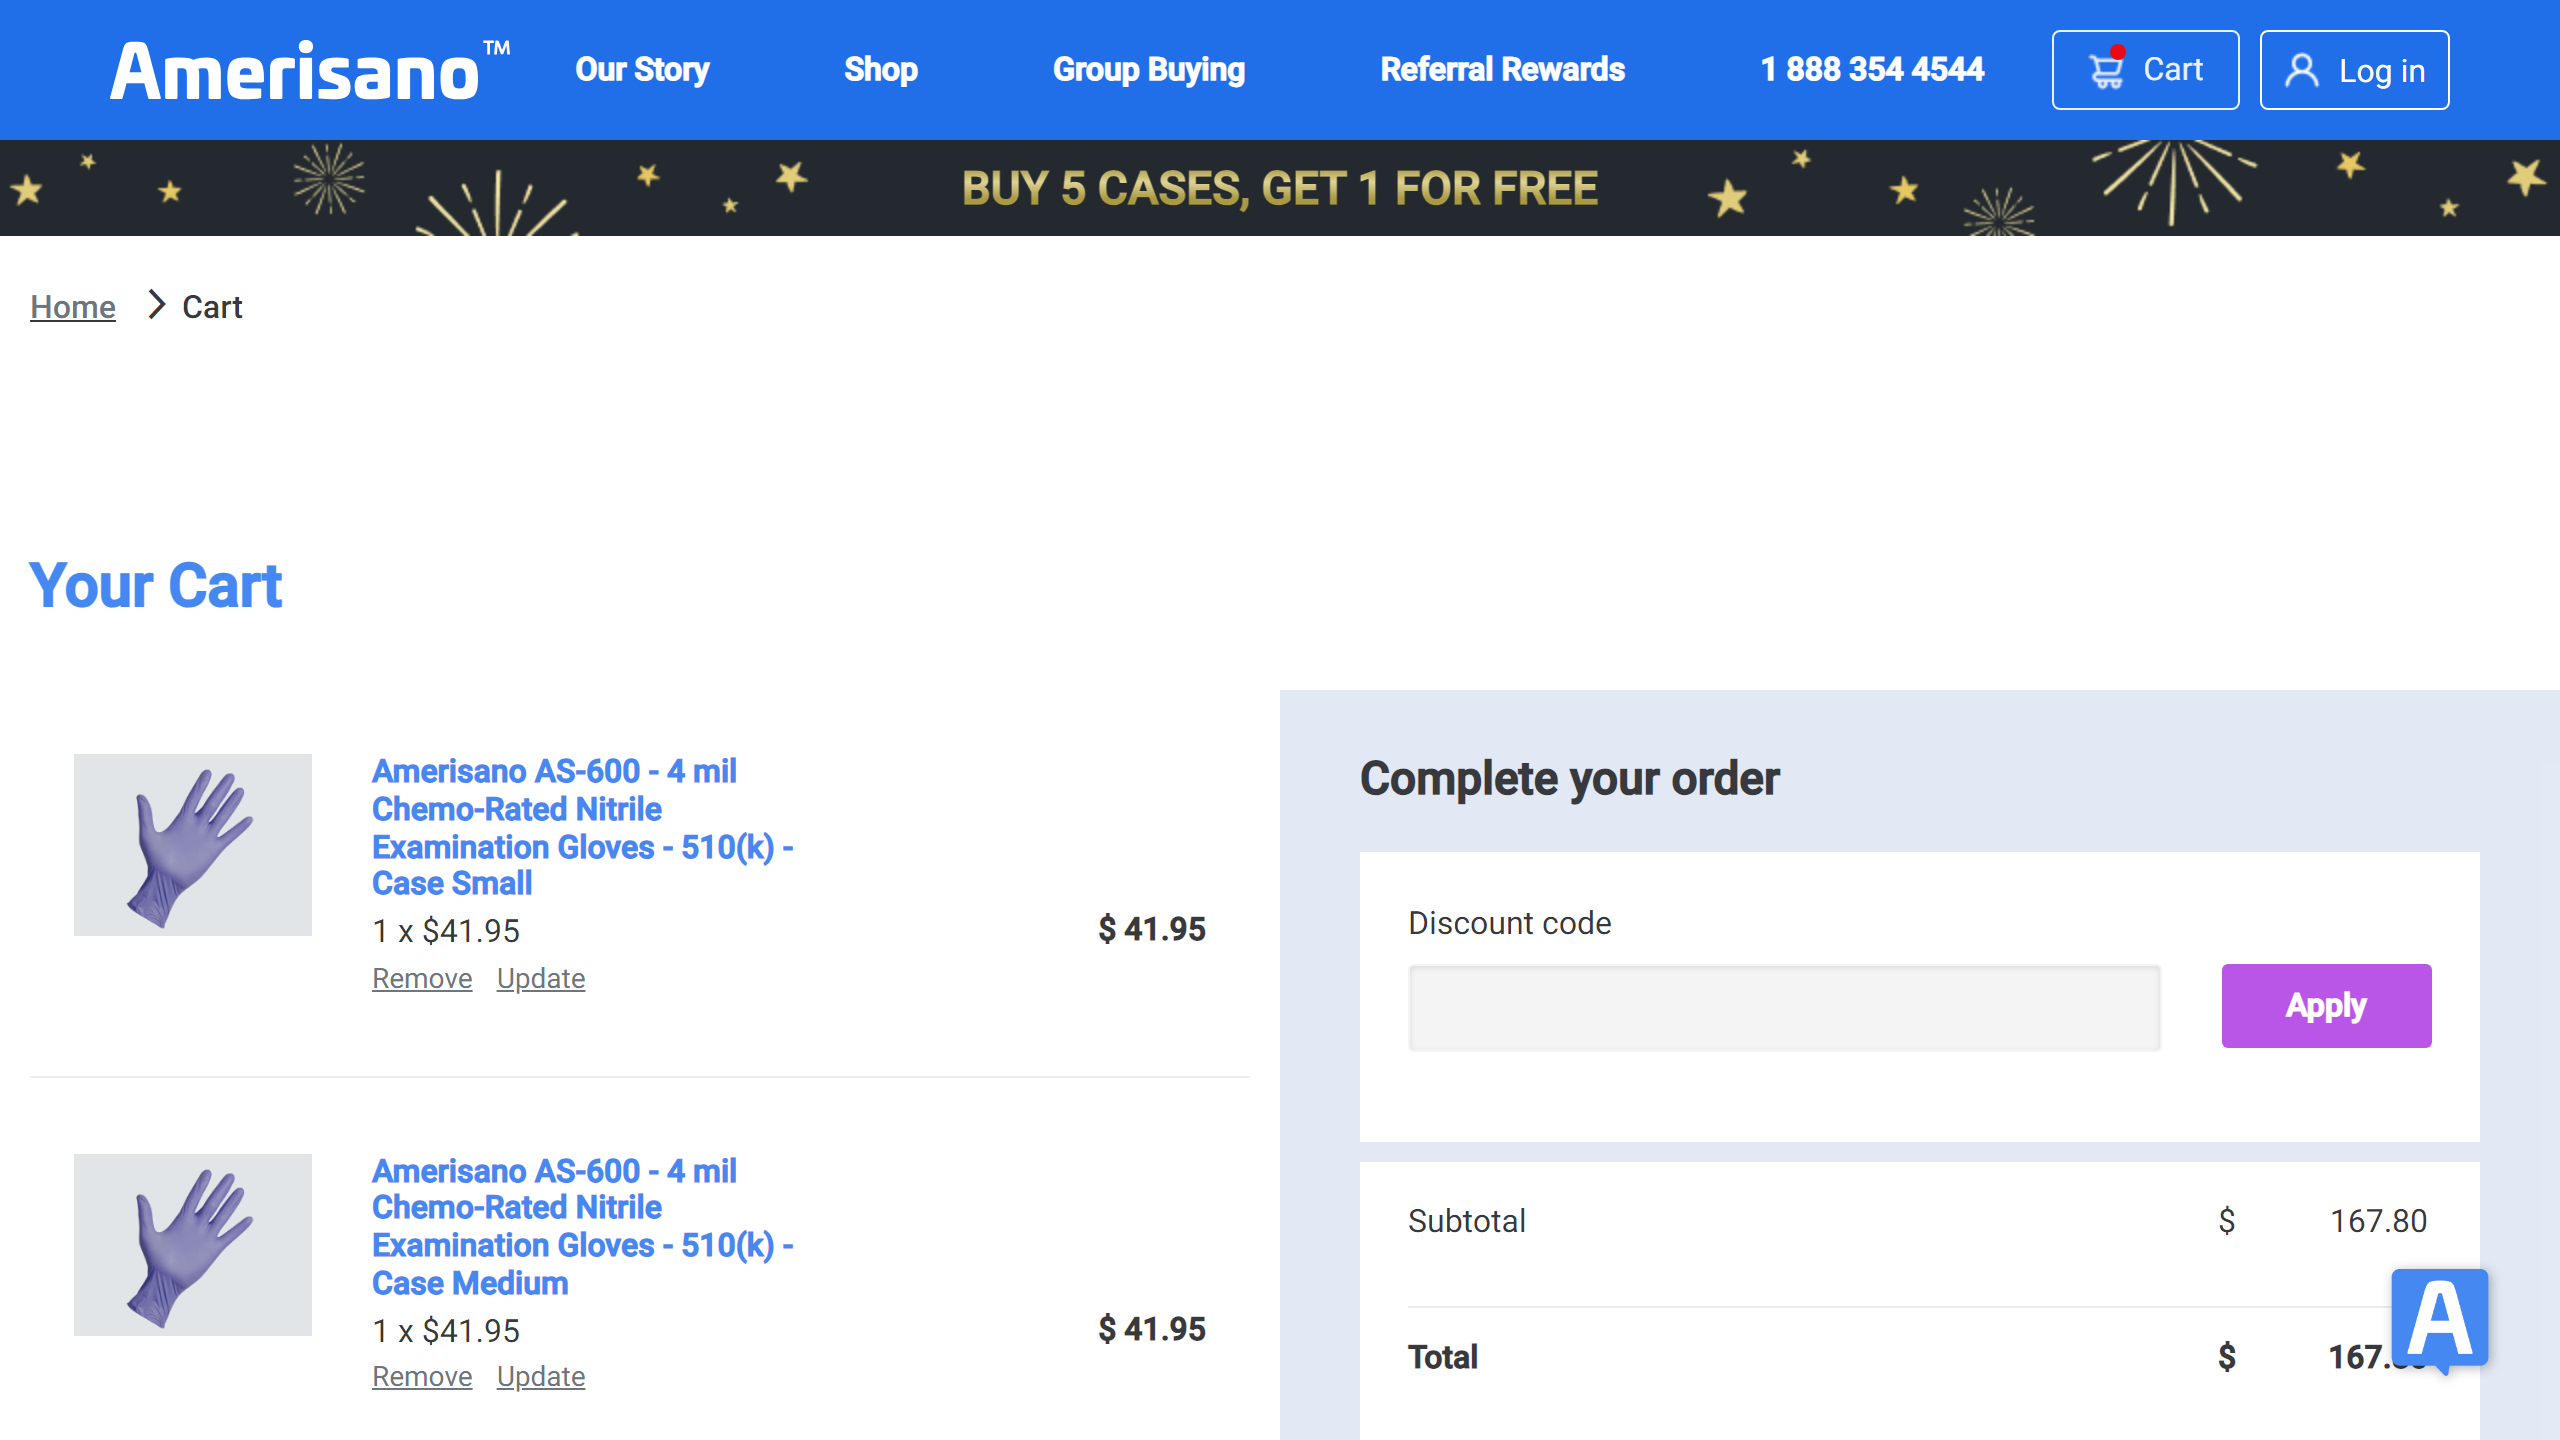 Amerisano™
Our Story
Shop
Group Buying
Referral Rewards
1 888 354 4544
Cart
Log in
BUY 5 CASES, GET 1 FOR FREE
Home
Cart
Your Cart
Amerisano AS-600 - 4 mil
Chemo-Rated Nitrile
Examination Gloves - 510(k) -
Case Small
1 x $41.95
$ 41.95
Remove Update
Amerisano AS-600 - 4 mil
Chemo-Rated Nitrile
Examination Gloves - 510(k) -
Case Medium
1 x $41.95
$ 41.95
Remove Update
Complete your order
Discount code
Apply
Subtotal $ 167.80
Total $ 167.
A